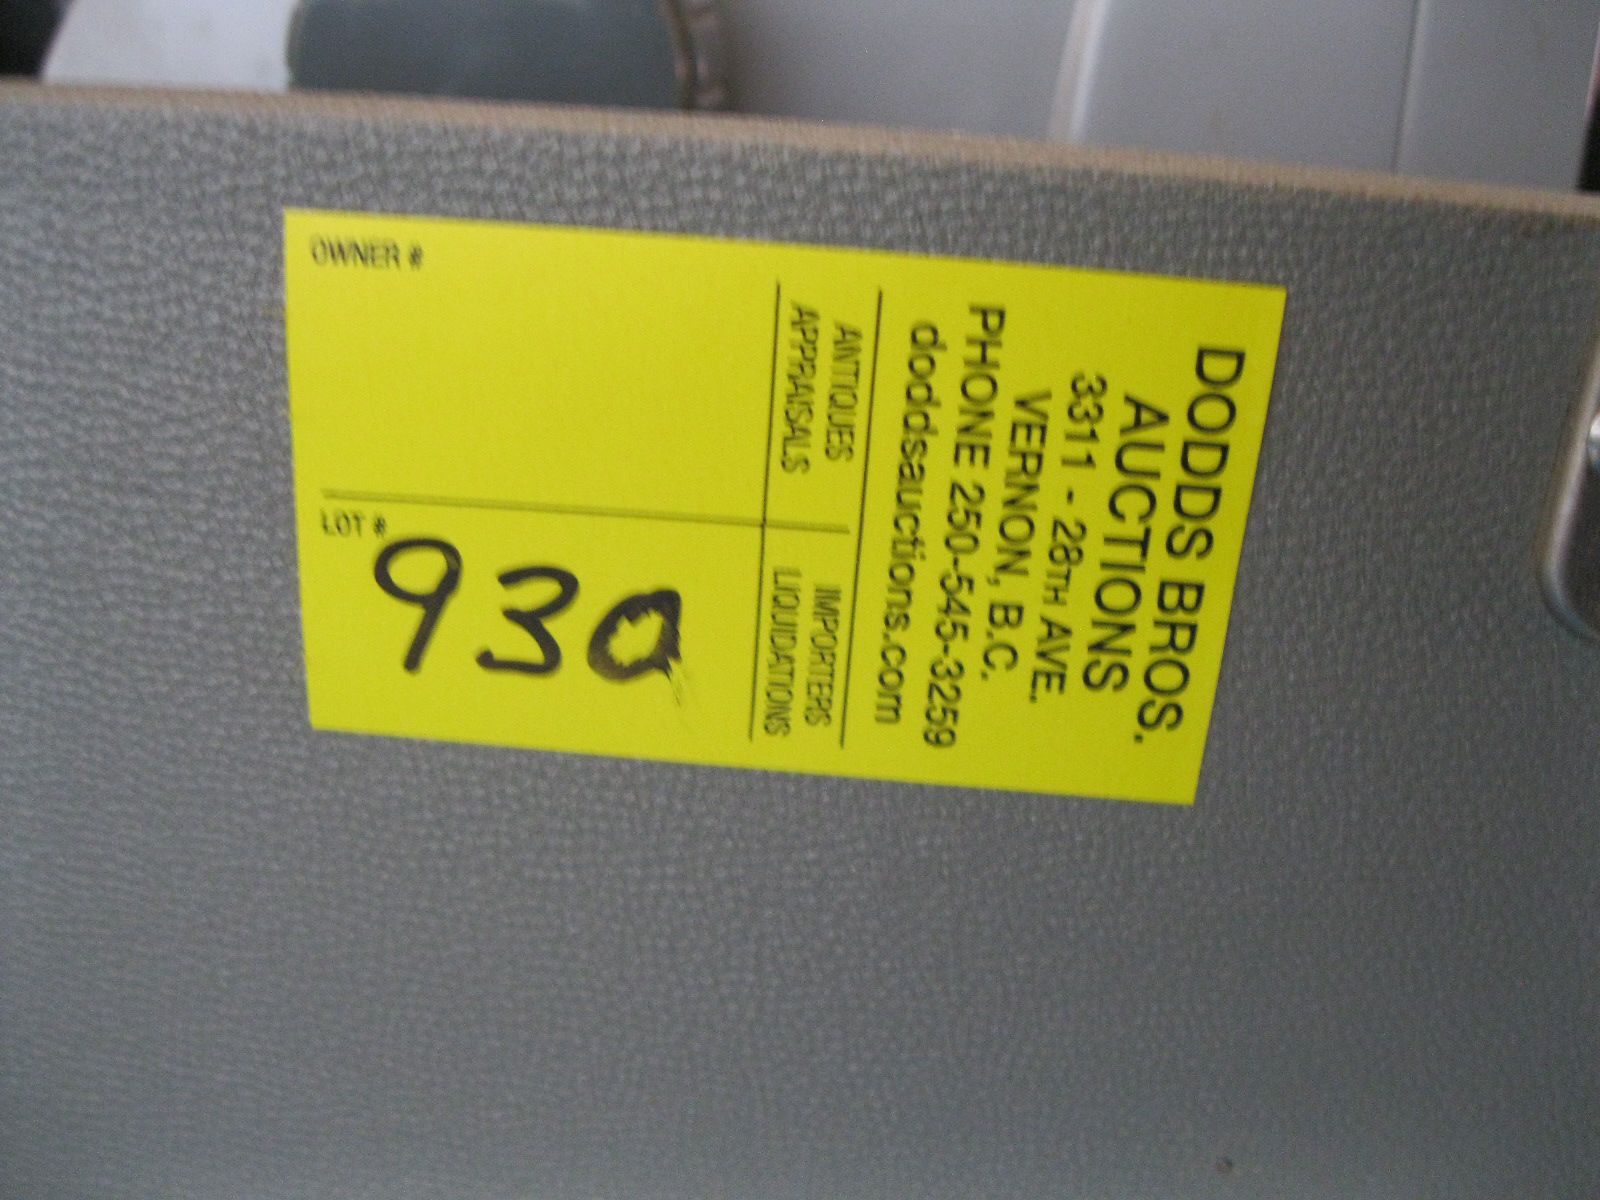 DODDS BROS.
AUCTIONS
3311 - 28TH AVE.
VERNON, B.C.
PHONE 250-545-3259
doddsauctions.com
ANTIQUES
APPRAISALS
IMPORTERS
LIQUIDATIONS
OWNER #
LOT #
930